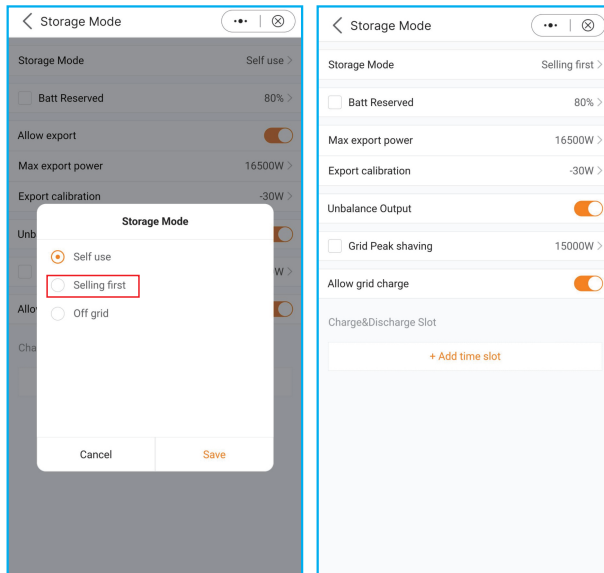 Storage Mode
Storage Mode Self use >
Batt Reserved 80% >
Allow export
Max export power 16500W >
Export calibration -30W >
Unb
W >
Allo
Cha
Storage Mode
Self use
Selling first
Off grid
Cancel Save
Storage Mode
Storage Mode Selling first >
Batt Reserved 80% >
Max export power 16500W >
Export calibration -30W >
Unbalance Output
Grid Peak shaving 15000W >
Allow grid charge
Charge&Discharge Slot
+ Add time slot